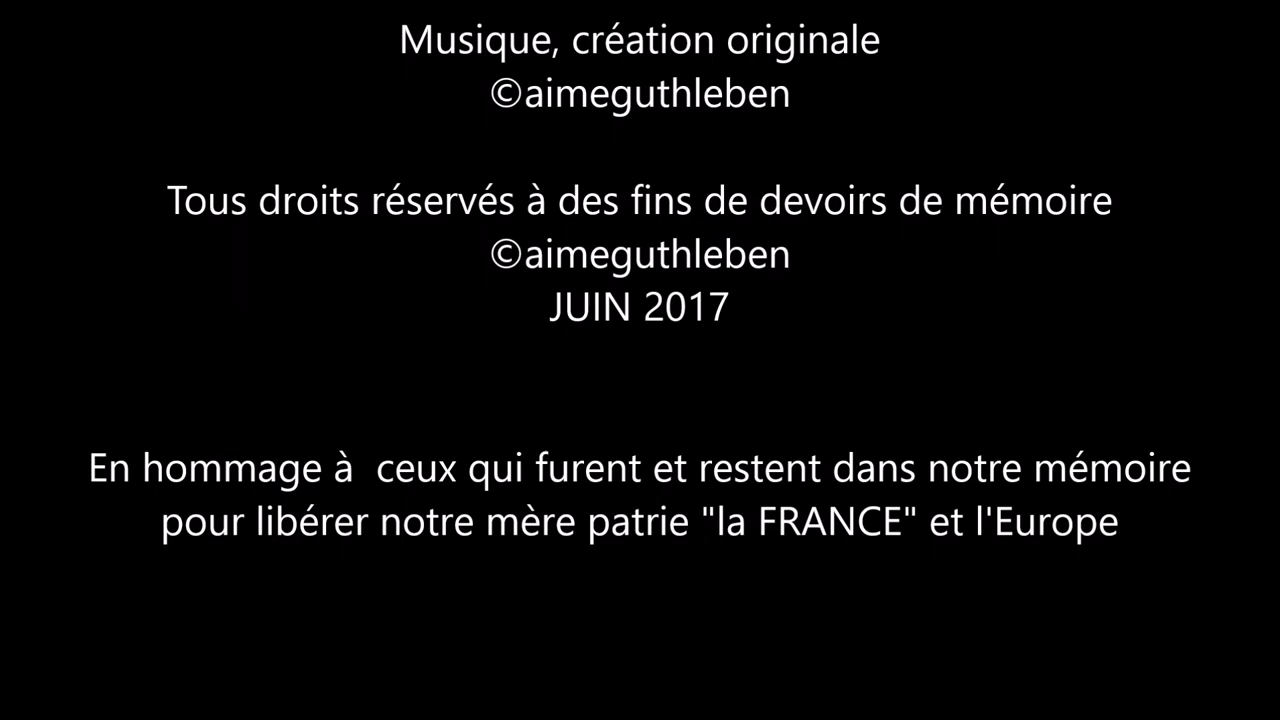 Musique, création originale
©aimeguthleben
Tous droits réservés à des fins de devoirs de mémoire
©aimeguthleben
JUIN 2017
En hommage à  ceux qui furent et restent dans notre mémoire
pour libérer notre mère patrie "la FRANCE" et l'Europe